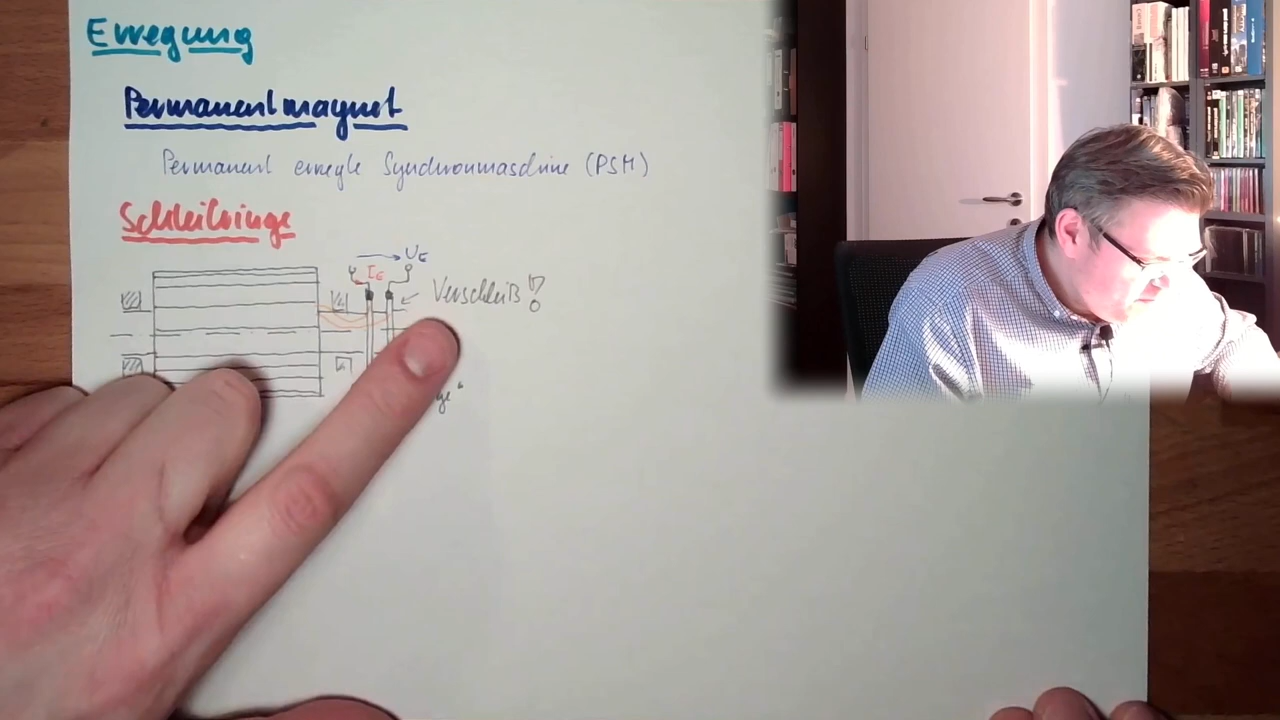 Erregung
Permanentmagnet
Permanent erregte Synchronmaschine (PSM)
Schleifringe
U_E
I_E
Verschleiß!?